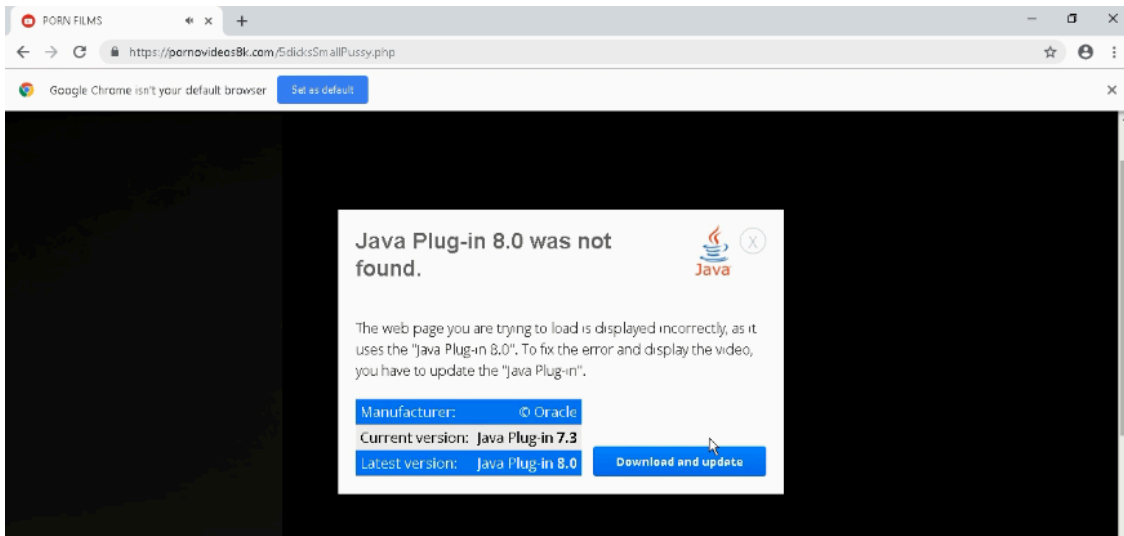 PORN FILMS
https://pornovideos8k.com/5dicksSmallPussy.php
Google Chrome isn't your default browser Set as default
Java Plug-in 8.0 was not
found.
Java
X
The web page you are trying to load is displayed incorrectly, as it
uses the "Java Plug-in 8.0". To fix the error and display the video,
you have to update the "Java Plug-in".
Manufacturer: © Oracle
Current version: Java Plug-in 7.3
Latest version: Java Plug-in 8.0
Download and update